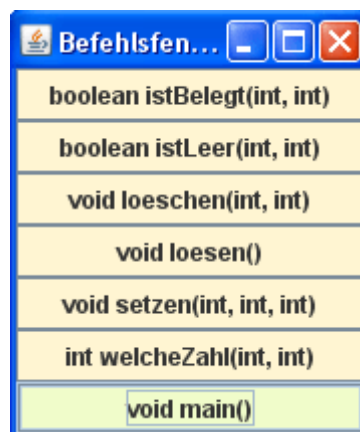 Befehlsfen...
boolean istBelegt(int, int)
boolean istLeer(int, int)
void loeschen(int, int)
void loesen()
void setzen(int, int, int)
int welcheZahl(int, int)
void main()